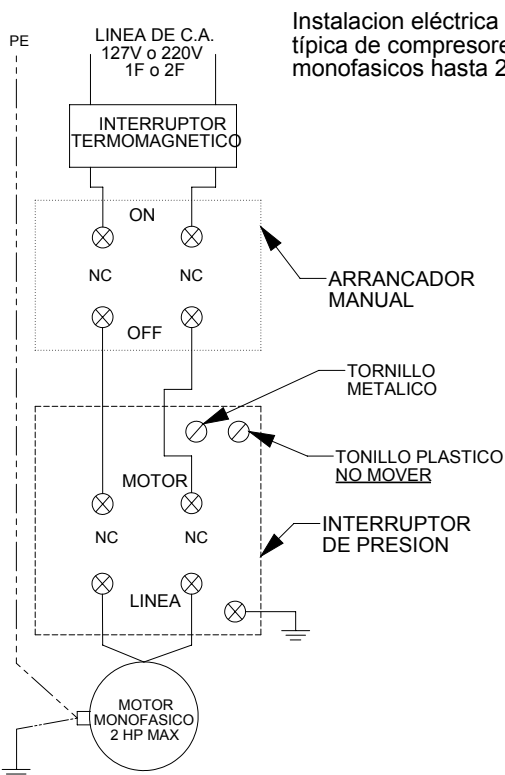 Instalacion eléctrica
típica de compresore
monofasicos hasta 2
PE
LINEA DE C.A.
127V o 220V
1F o 2F
INTERRUPTOR
TERMOMAGNETICO
ON
NC NC
OFF
ARRANCADOR
MANUAL
TORNILLO
METALICO
TONILLO PLASTICO
NO MOVER
MOTOR
NC NC
INTERRUPTOR
DE PRESION
LINEA
MOTOR
MONOFASICO
2 HP MAX